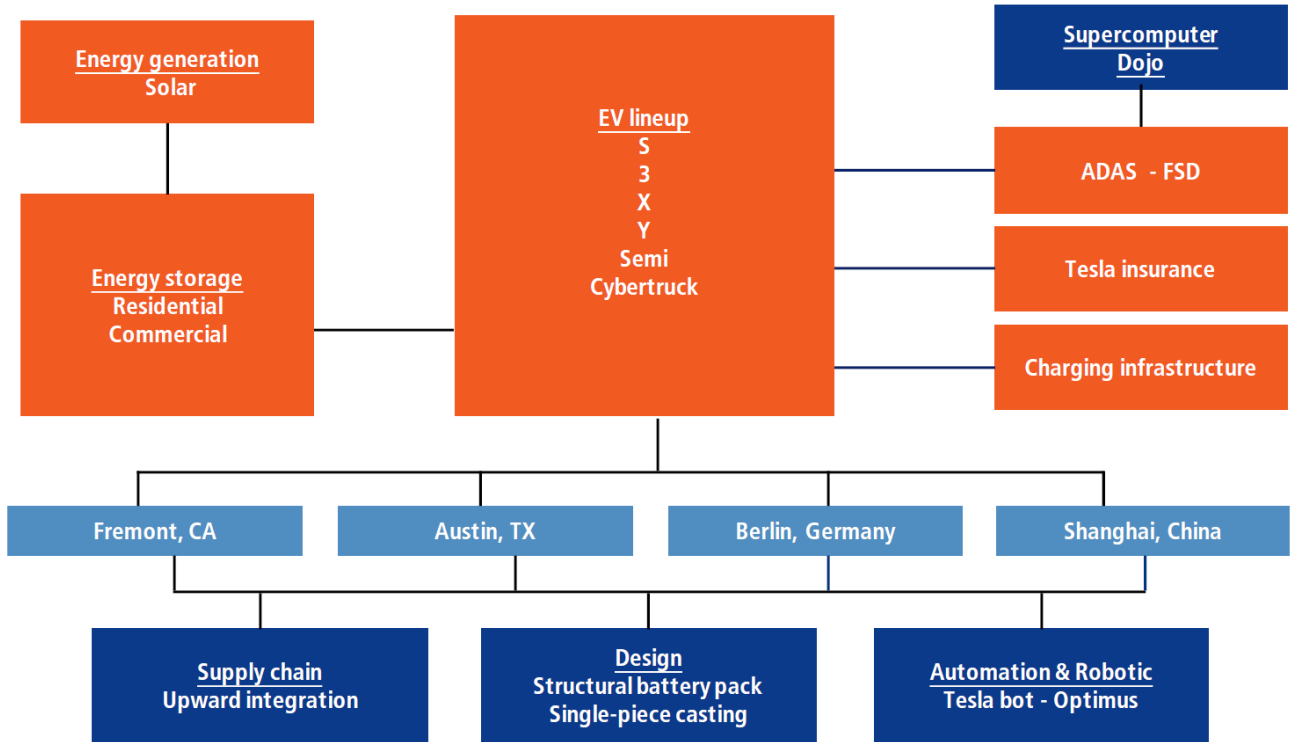 Energy generation
Solar
Energy storage
Residential
Commercial
EV lineup
S
3
X
Y
Semi
Cybertruck
Supercomputer
Dojo
ADAS - FSD
Tesla insurance
Charging infrastructure
Fremont, CA
Austin, TX
Berlin, Germany
Shanghai, China
Supply chain
Upward integration
Design
Structural battery pack
Single-piece casting
Automation & Robotic
Tesla bot - Optimus